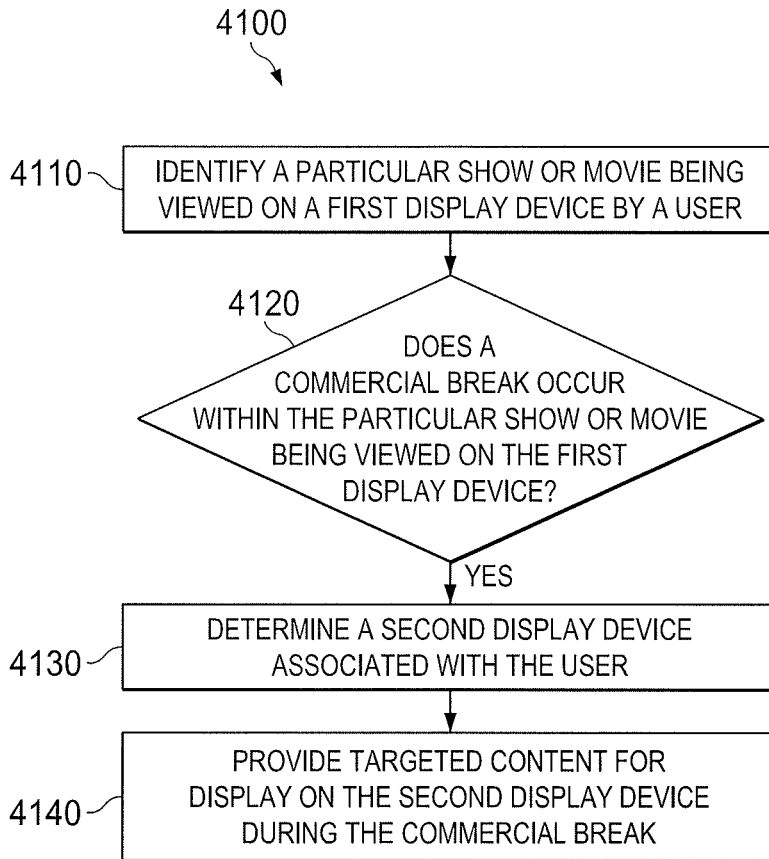 4100
4110
IDENTIFY A PARTICULAR SHOW OR MOVIE BEING
VIEWED ON A FIRST DISPLAY DEVICE BY A USER
4120
DOES A
COMMERCIAL BREAK OCCUR
WITHIN THE PARTICULAR SHOW OR MOVIE
BEING VIEWED ON THE FIRST
DISPLAY DEVICE?
YES
4130
DETERMINE A SECOND DISPLAY DEVICE
ASSOCIATED WITH THE USER
4140
PROVIDE TARGETED CONTENT FOR
DISPLAY ON THE SECOND DISPLAY DEVICE
DURING THE COMMERCIAL BREAK